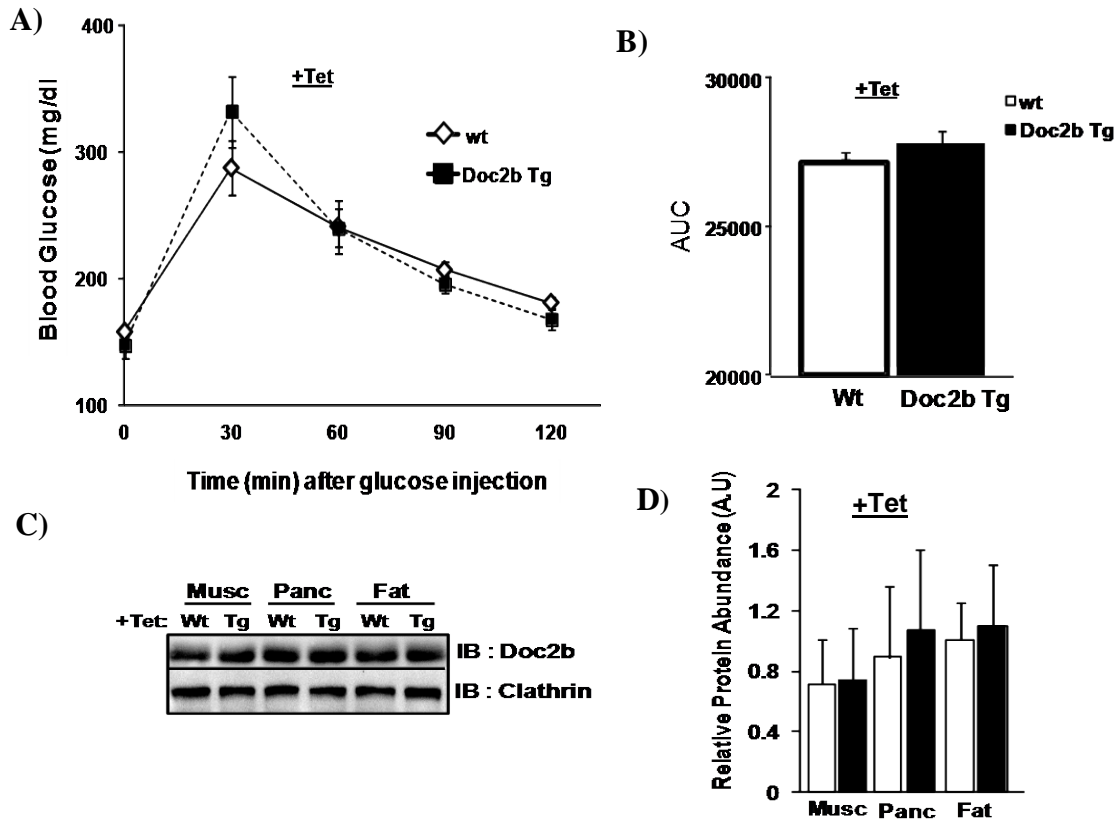 A)
400
300
200
100
Blood Glucose (mg/dl)
+Tet
wt
Doc2b Tg
0 30 60 90 120
Time (min) after glucose injection
B)
30000
25000
20000
AUC
+Tet
wt
Doc2b Tg
Wt Doc2b Tg
C)
Musc Panc Fat
+Tet: Wt Tg Wt Tg Wt Tg
IB : Doc2b
IB : Clathrin
D)
2
1.6
1.2
0.8
0.4
0
Relative Protein Abundance (A.U)
+Tet
Musc Panc Fat